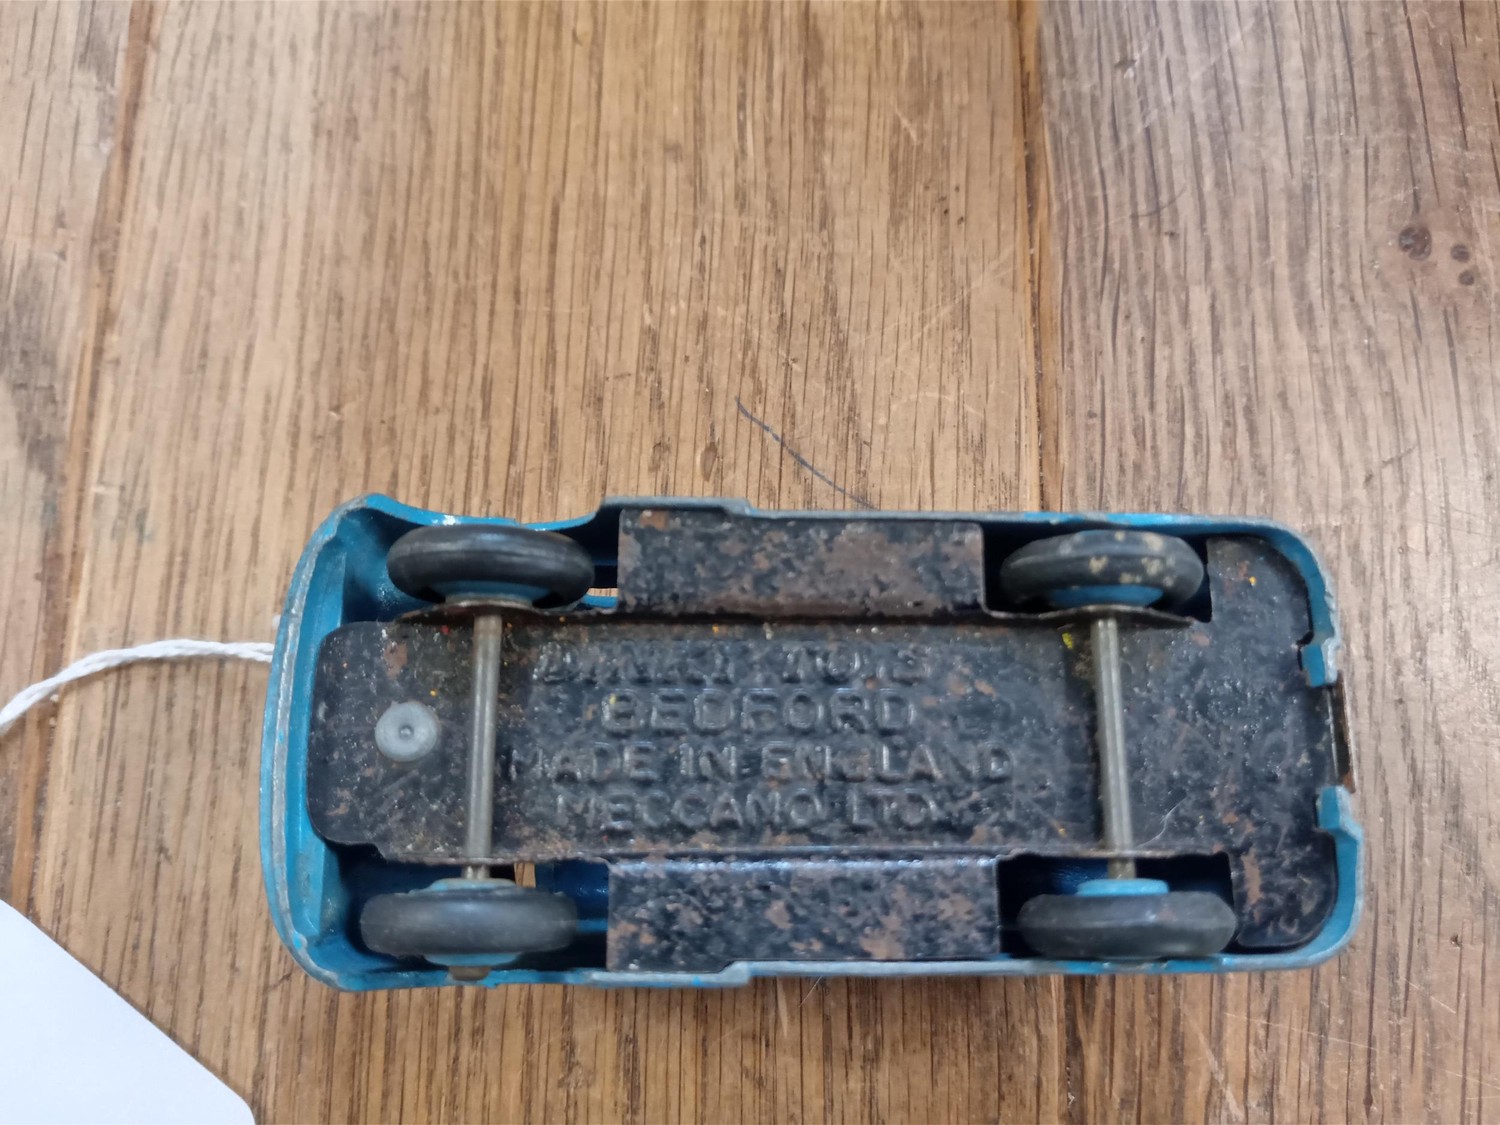 DINKY TOYS
BEDFORD
MADE IN ENGLAND
MECCANO LTD